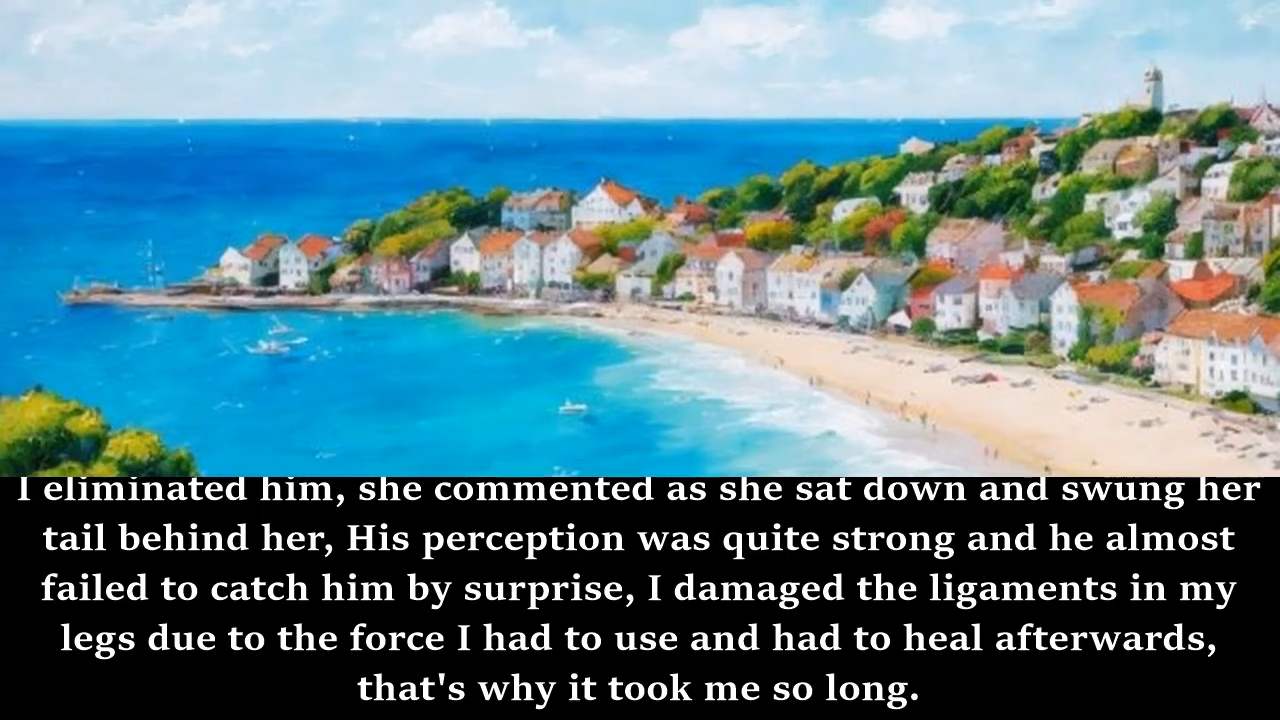 I eliminated him, she commented as she sat down and swung her
tail behind her, His perception was quite strong and he almost
failed to catch him by surprise, I damaged the ligaments in my
legs due to the force I had to use and had to heal afterwards,
that's why it took me so long.